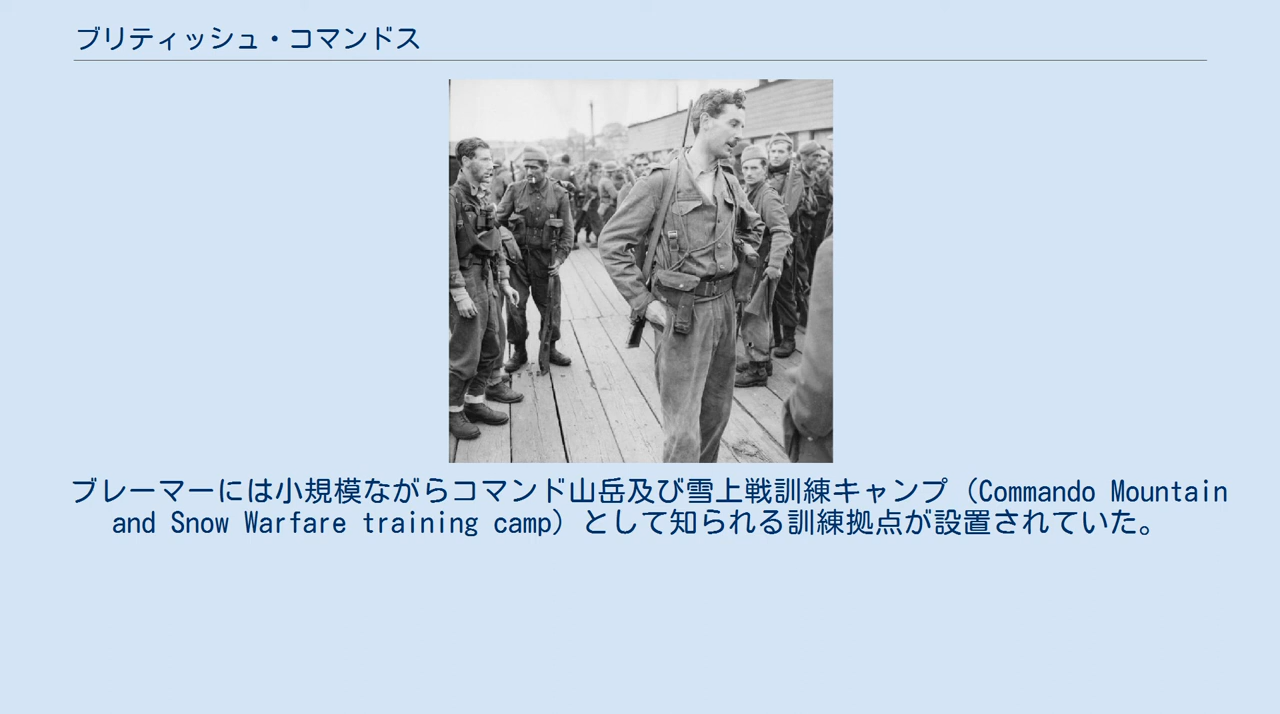 ブリティッシュ・コマンドス
ブレーマーには小規模ながらコマンド山岳及び雪上戦訓練キャンプ（Commando Mountain
and Snow Warfare training camp）として知られる訓練拠点が設置されていた。